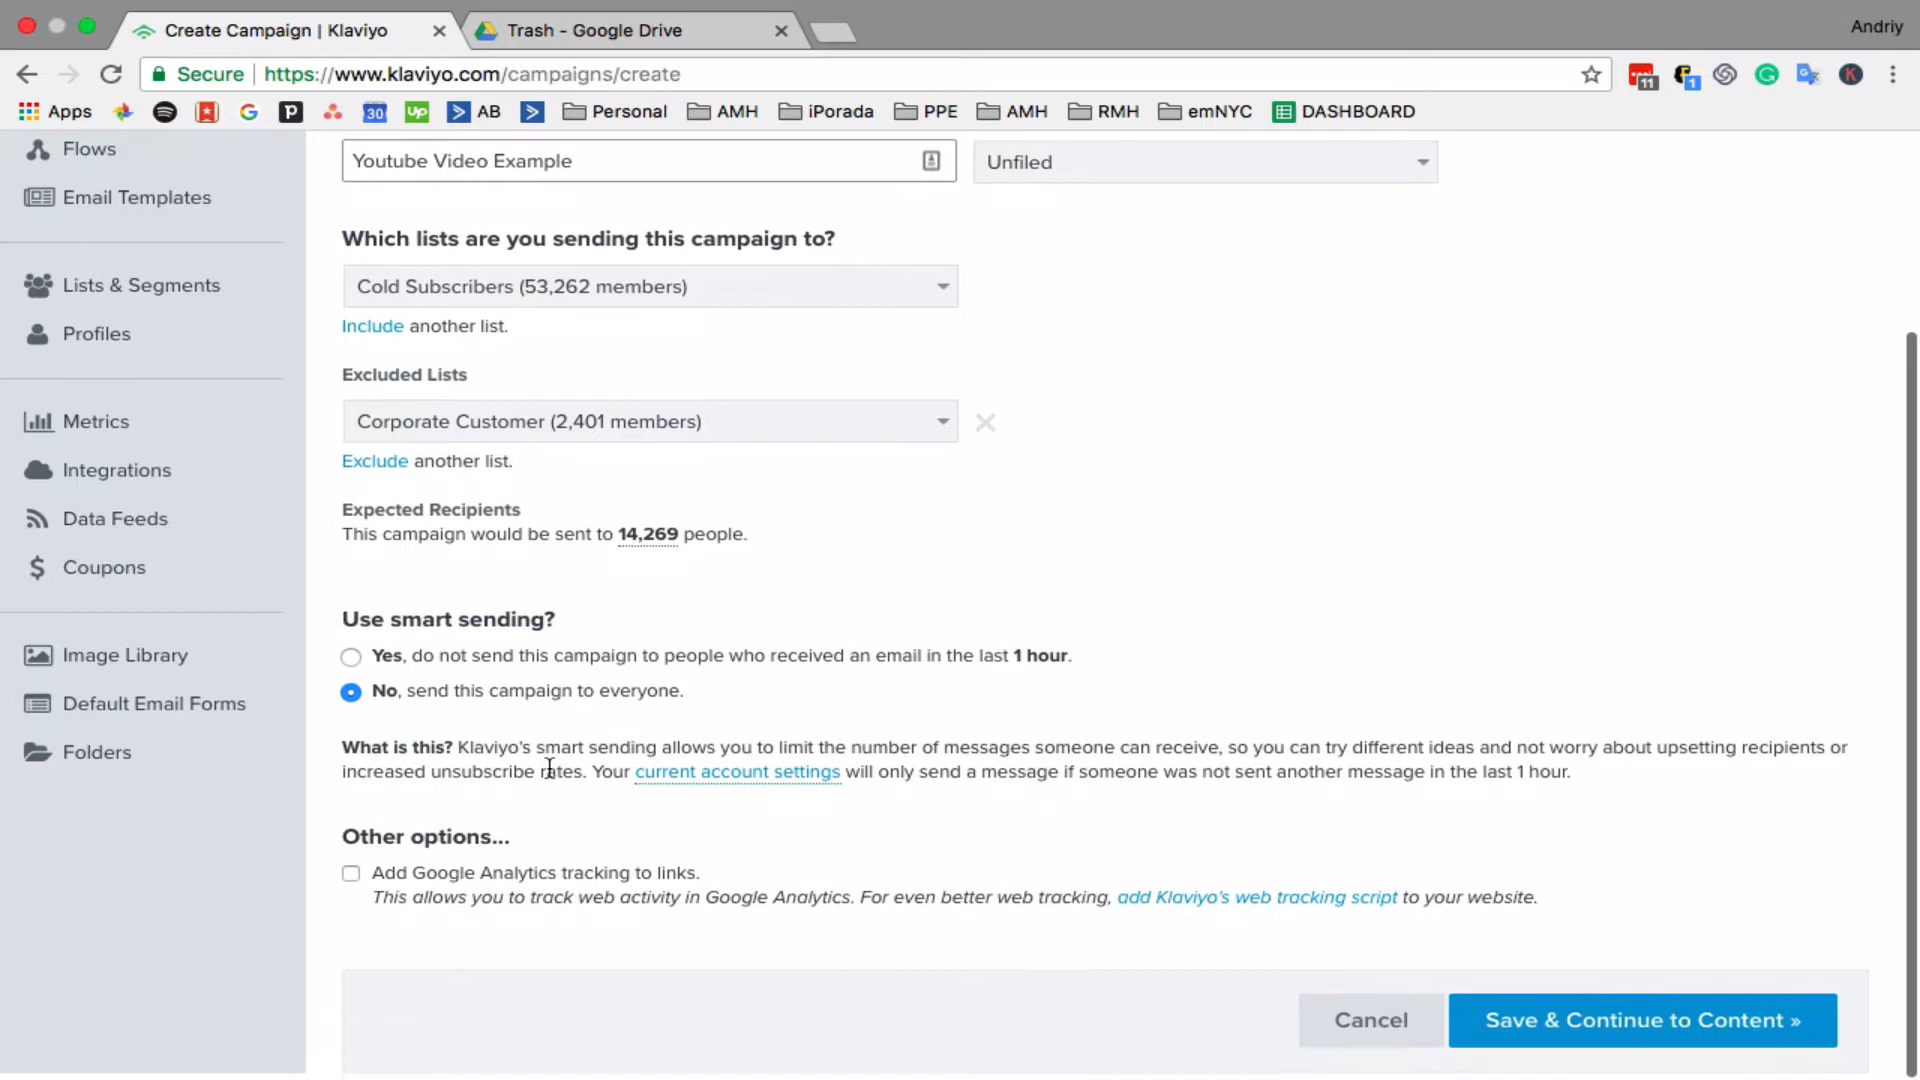 Create Campaign | Klaviyo
Trash - Google Drive
Andriy
Secure
https://www.klaviyo.com/campaigns/create
11
1
K
Apps
30
up
AB
Personal
AMH
iPorada
PPE
AMH
RMH
emNYC
DASHBOARD
Flows
Email Templates
Lists & Segments
Profiles
Metrics
Integrations
Data Feeds
Coupons
Image Library
Default Email Forms
Folders
Youtube Video Example
Unfiled
Which lists are you sending this campaign to?
Cold Subscribers (53,262 members)
Include another list.
Excluded Lists
Corporate Customer (2,401 members)
Exclude another list.
Expected Recipients
This campaign would be sent to 14,269 people.
Use smart sending?
Yes, do not send this campaign to people who received an email in the last 1 hour.
No, send this campaign to everyone.
What is this? Klaviyo's smart sending allows you to limit the number of messages someone can receive, so you can try different ideas and not worry about upsetting recipients or
increased unsubscribe rates. Your current account settings will only send a message if someone was not sent another message in the last 1 hour.
Other options...
Add Google Analytics tracking to links.
This allows you to track web activity in Google Analytics. For even better web tracking, add Klaviyo's web tracking script to your website.
Cancel
Save & Continue to Content »